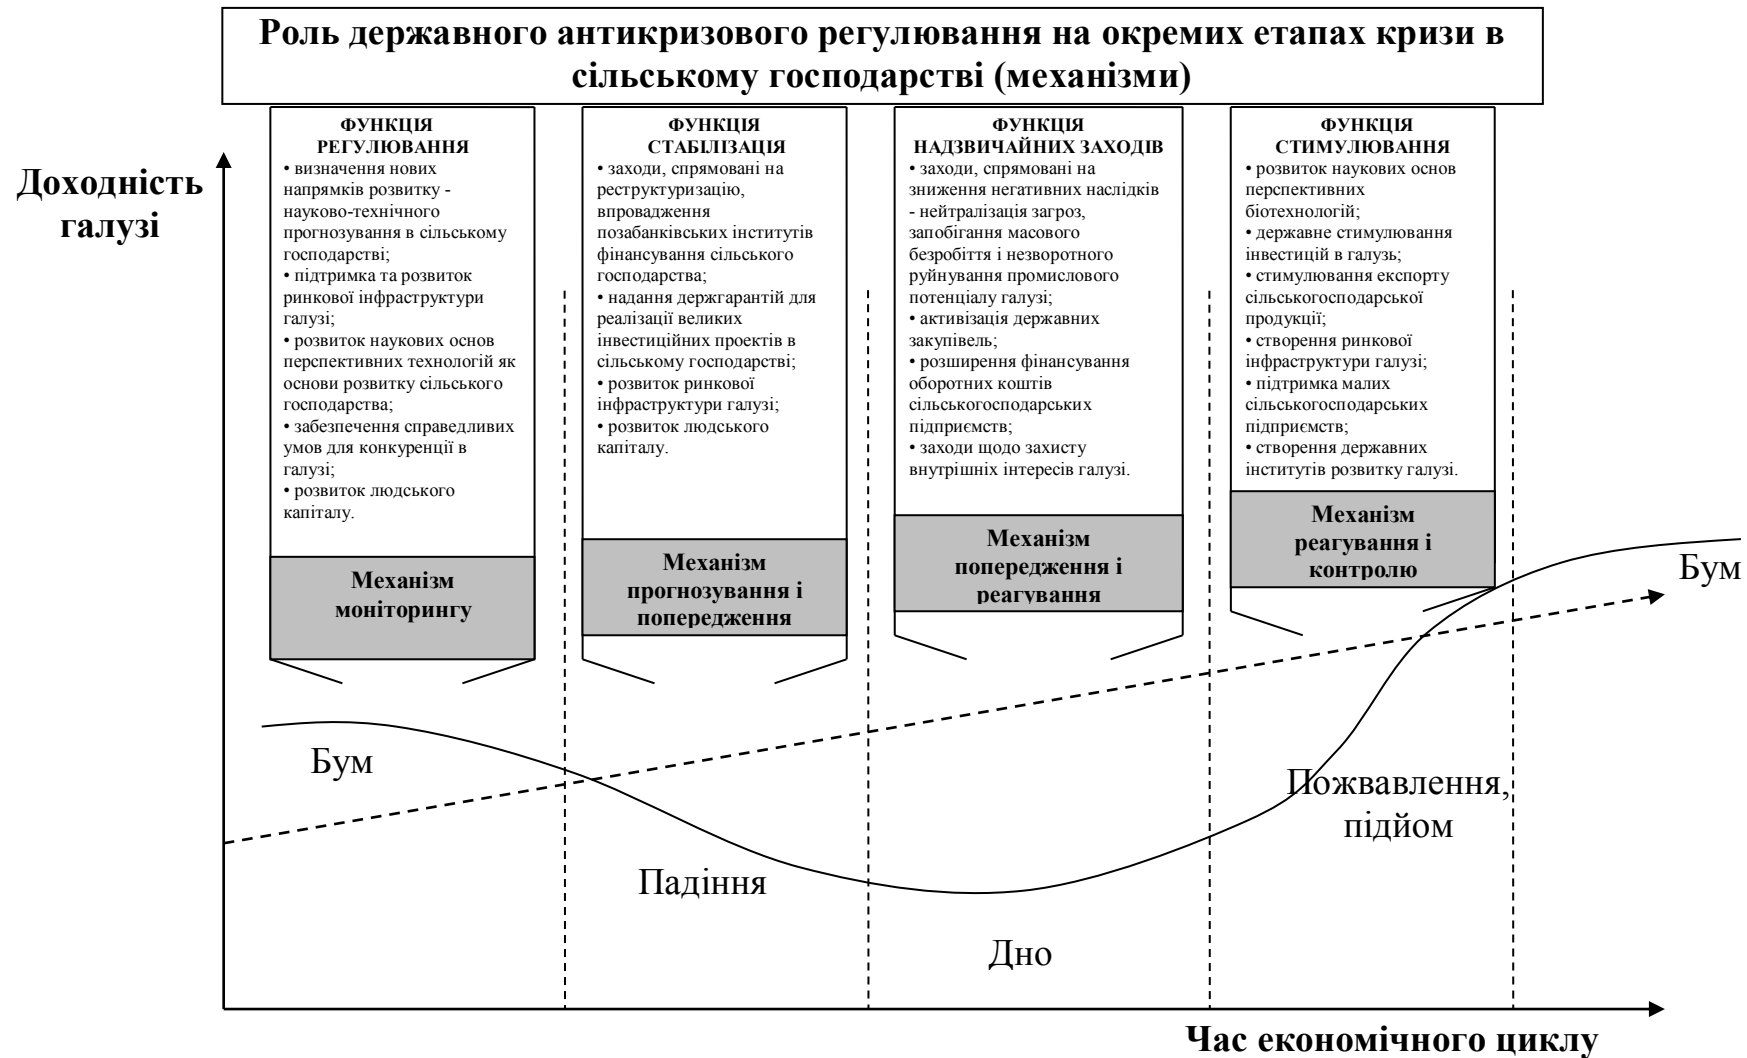 Роль державного антикризового регулювання на окремих етапах кризи в
сільському господарстві (механізми)
Доходність
галузі
ФУНКЦІЯ
РЕГУЛЮВАННЯ
• визначення нових
напрямків розвитку -
науково-технічного
прогнозування в сільському
господарстві;
• підтримка та розвиток
ринкової інфраструктури
галузі;
• розвиток наукових основ
перспективних технологій як
основи розвитку сільського
господарства;
• забезпечення справедливих
умов для конкуренції в
галузі;
• розвиток людського
капіталу.
Механізм
моніторингу
ФУНКЦІЯ
СТАБІЛІЗАЦІЯ
• заходи, спрямовані на
реструктуризацію,
впровадження
позабанківських інститутів
фінансування сільського
господарства;
• надання держгарантій для
реалізації великих
інвестиційних проектів в
сільському господарстві;
• розвиток ринкової
інфраструктури галузі;
• розвиток людського
капіталу.
Механізм
прогнозування і
попередження
ФУНКЦІЯ
НАДЗВИЧАЙНИХ ЗАХОДІВ
• заходи, спрямовані на
зниження негативних наслідків
- нейтралізація загроз,
запобігання масового
безробіття і незворотного
руйнування промислового
потенціалу галузі;
• активізація державних
закупівель;
• розширення фінансування
оборотних коштів
сільськогосподарських
підприємств;
• заходи щодо захисту
внутрішніх інтересів галузі.
Механізм
попередження і
реагування
ФУНКЦІЯ
СТИМУЛЮВАННЯ
• розвиток наукових основ
перспективних
біотехнологій;
• державне стимулювання
інвестицій в галузь;
• стимулювання експорту
сільськогосподарської
продукції;
• створення ринкової
інфраструктури галузі;
• підтримка малих
сільськогосподарських
підприємств;
• створення державних
інститутів розвитку галузі.
Механізм
реагування і
контролю
Бум
Падіння
Дно
Пожвавлення,
підйом
Бум
Час економічного циклу